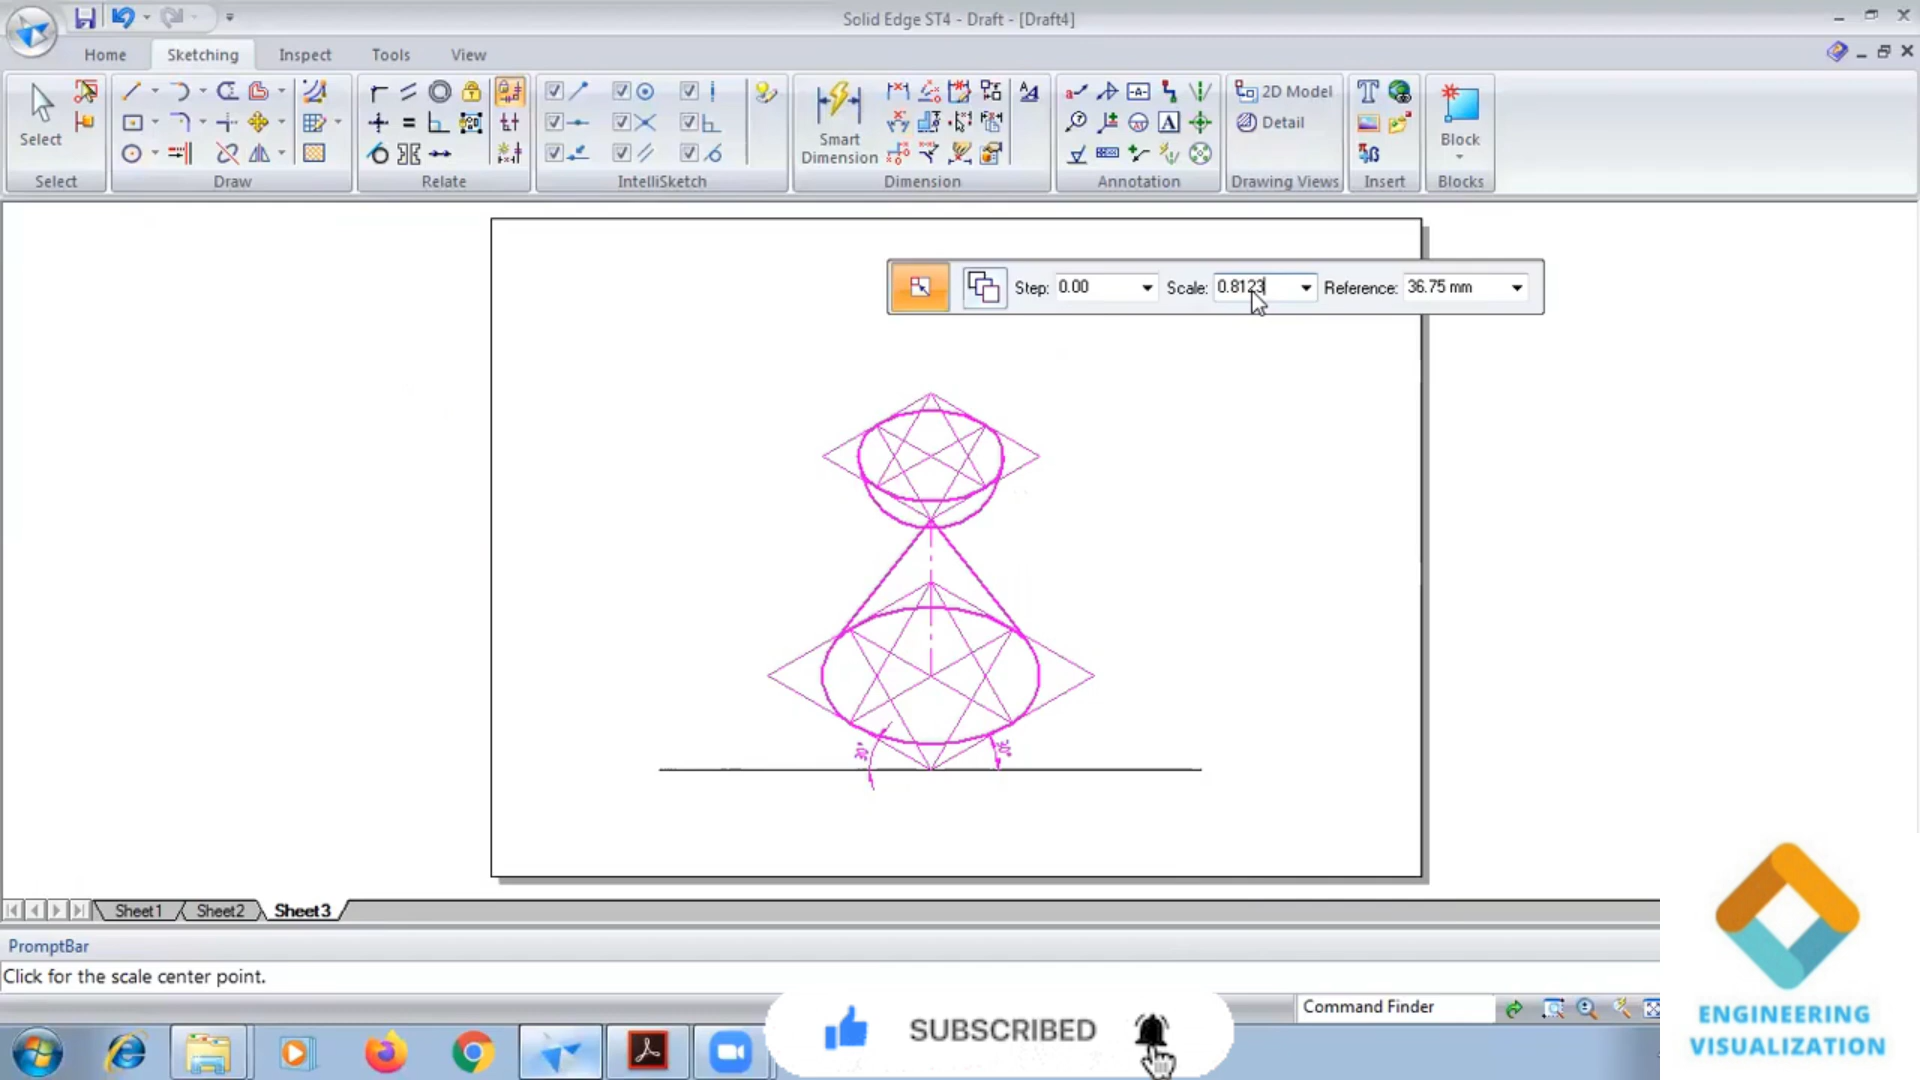 Solid Edge ST4 - Draft - [Draft4]
Home Sketching Inspect Tools View
Select
Smart Dimension
2D Model
Detail
Block
Select Draw Relate IntelliSketch Dimension Annotation Drawing Views Insert Blocks
Step: 0.00 Scale: 0.8123 Reference: 36.75 mm
30° 30°
Sheet1 Sheet2 Sheet3
PromptBar
Click for the scale center point.
Command Finder
SUBSCRIBED
ENGINEERING
VISUALIZATION